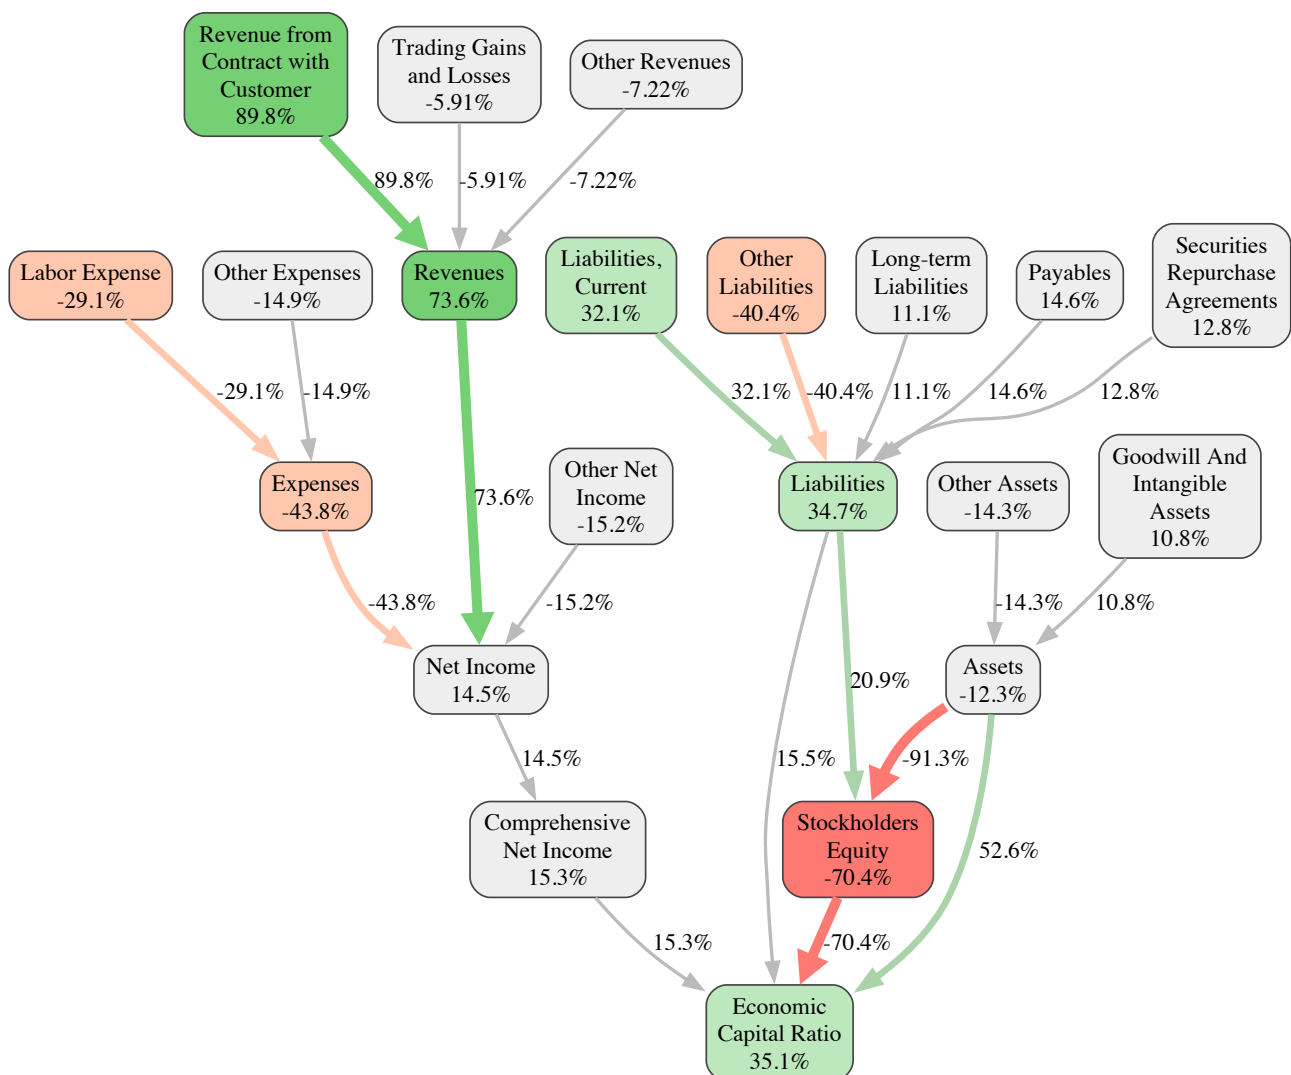 Revenue from
Contract with
Customer
89.8%
Trading Gains
and Losses
-5.91%
Other Revenues
-7.22%
89.8%
-5.91%
-7.22%
Labor Expense
-29.1%
Other Expenses
-14.9%
Revenues
73.6%
Liabilities,
Current
32.1%
Other
Liabilities
-40.4%
Long-term
Liabilities
11.1%
Payables
14.6%
Securities
Repurchase
Agreements
12.8%
-29.1%
-14.9%
32.1%
-40.4%
11.1%
14.6%
12.8%
Expenses
-43.8%
73.6%
Other Net
Income
-15.2%
Liabilities
34.7%
Other Assets
-14.3%
Goodwill And
Intangible
Assets
10.8%
-43.8%
-15.2%
-14.3%
10.8%
Net Income
14.5%
20.9%
Assets
-12.3%
14.5%
15.5%
-91.3%
Comprehensive
Net Income
15.3%
Stockholders
Equity
-70.4%
52.6%
15.3%
-70.4%
Economic
Capital Ratio
35.1%